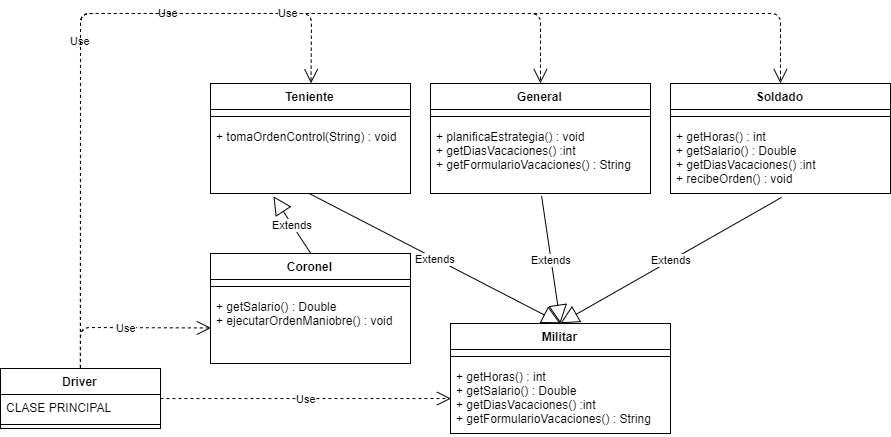 Use
Use
Use
Teniente
+ tomaOrdenControl(String) : void
General
+ planificaEstrategia() : void
+ getDiasVacaciones() :int
+ getFormularioVacaciones() : String
Soldado
+ getHoras() : int
+ getSalario() : Double
+ getDiasVacaciones() :int
+ recibeOrden() : void
Extends
Extends
Extends
Extends
Coronel
+ getSalario() : Double
+ ejecutarOrdenManiobre() : void
Use
Militar
+ getHoras() : int
+ getSalario() : Double
+ getDiasVacaciones() :int
+ getFormularioVacaciones() : String
Driver
CLASE PRINCIPAL
Use